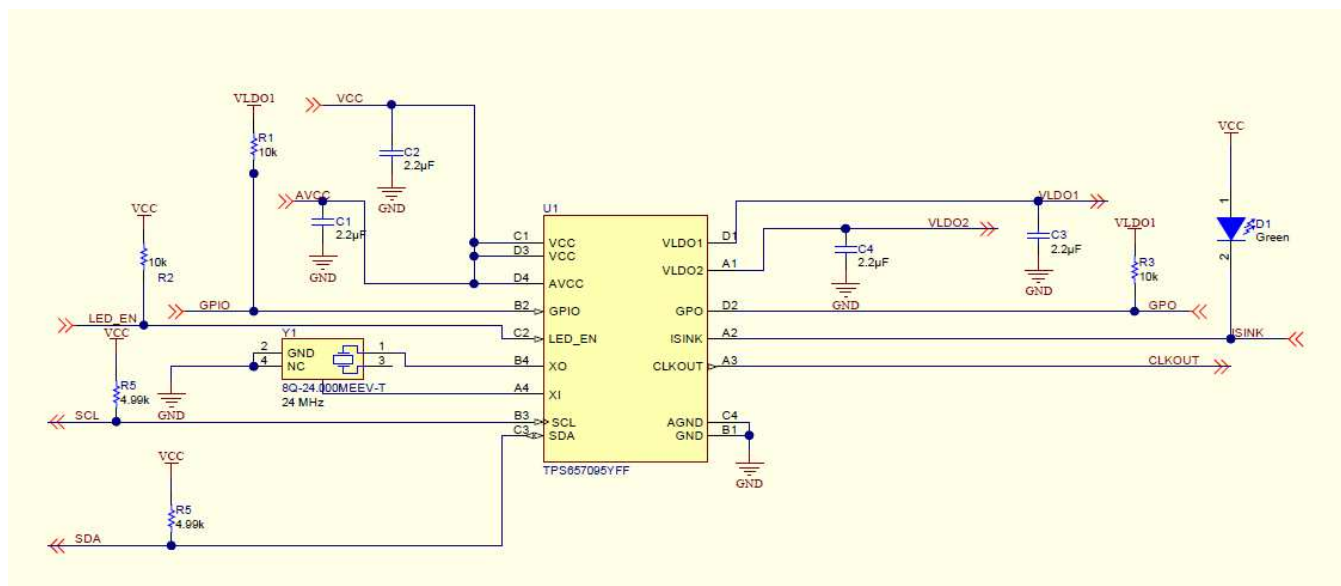 VLDO1
R1
10k
VCC
C2
2.2µF
GND
AVCC
C1
2.2µF
GND
VCC
10k
R2
GPIO
LED_EN
VCC
R5
4.99k
SCL
Y1
2 GND 1
4 NC 3
8Q-24.000MEEV-T
24 MHz
GND
VCC
R5
4.99k
SDA
U1
C1 VCC VLDO1 D1
D3 VCC
VLDO2 A1
D4 AVCC
B2 GPIO GPO D2
C2 LED_EN ISINK A2
B4 XO CLKOUT A3
A4 XI
B3 SCL AGND C4
C3 SDA GND B1
TPS657095YFF
GND
VLDO1
VLDO2
C4
2.2µF
GND
C3
2.2µF
GND
VLDO1
R3
10k
GPO
VCC
1
D1
Green
2
ISINK
CLKOUT